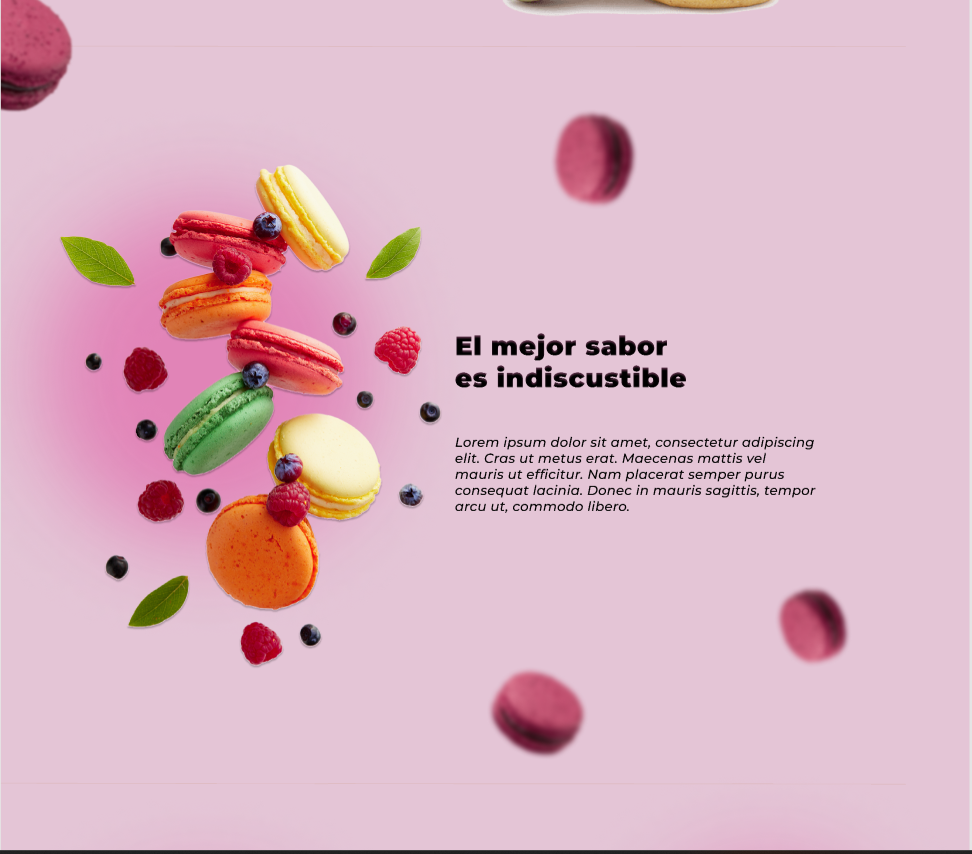 El mejor sabor
es indiscustible
Lorem ipsum dolor sit amet, consectetur adipiscing
elit. Cras ut metus erat. Maecenas mattis vel
mauris ut efficitur. Nam placerat semper purus
consequat lacinia. Donec in mauris sagittis, tempor
arcu ut, commodo libero.